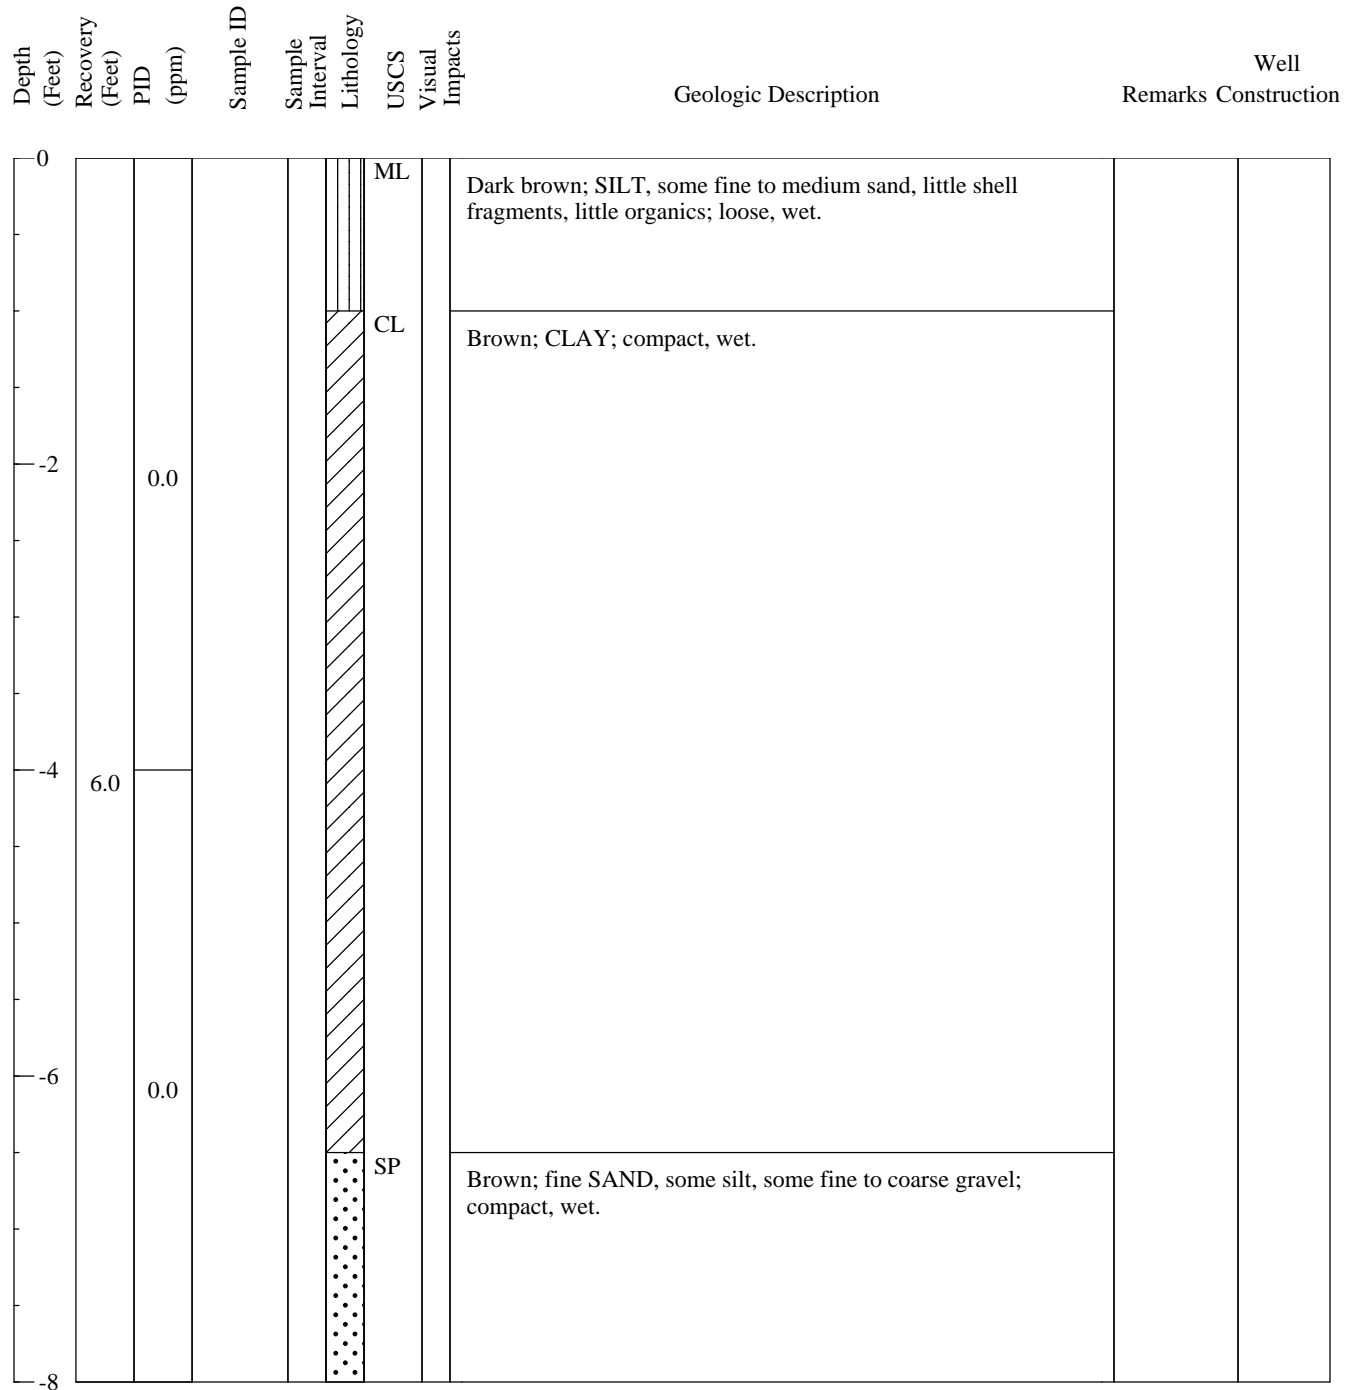 Depth
(Feet)
Recovery
(Feet)
PID
(ppm)
Sample ID
Sample
Interval
Lithology
USCS
Visual
Impacts
Geologic Description
Remarks
Well
Construction
0
ML
Dark brown; SILT, some fine to medium sand, little shell
fragments, little organics; loose, wet.
CL
Brown; CLAY; compact, wet.
-2
0.0
-4
6.0
-6
0.0
SP
Brown; fine SAND, some silt, some fine to coarse gravel;
compact, wet.
-8